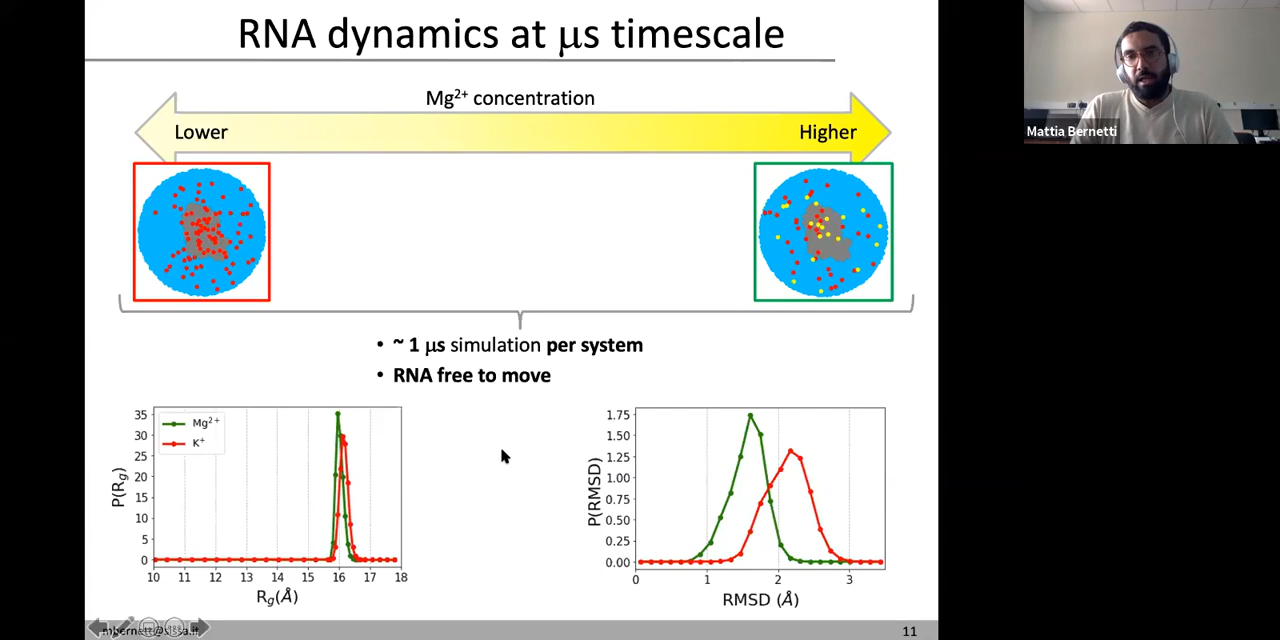 RNA dynamics at μs timescale
Mg²⁺ concentration
Lower
Higher
Mattia Bernetti
• ~ 1 μs simulation per system
• RNA free to move
Mg²⁺
K⁺
P(Rg)
35
30
25
20
15
10
5
0
10 11 12 13 14 15 16 17 18
Rg(Å)
P(RMSD)
1.75
1.50
1.25
1.00
0.75
0.50
0.25
0.00
0 1 2 3
RMSD (Å)
mbernett@sissa.it
11